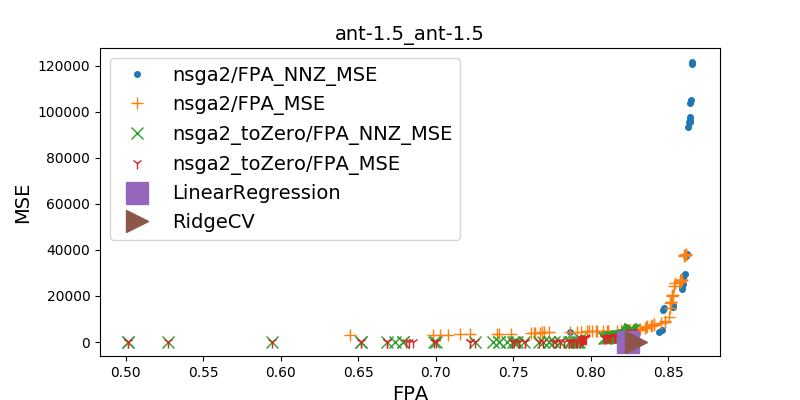 ant-1.5_ant-1.5
120000
100000
80000
60000
40000
20000
0
MSE
nsga2/FPA_NNZ_MSE
nsga2/FPA_MSE
nsga2_toZero/FPA_NNZ_MSE
nsga2_toZero/FPA_MSE
LinearRegression
RidgeCV
0.50 0.55 0.60 0.65 0.70 0.75 0.80 0.85
FPA